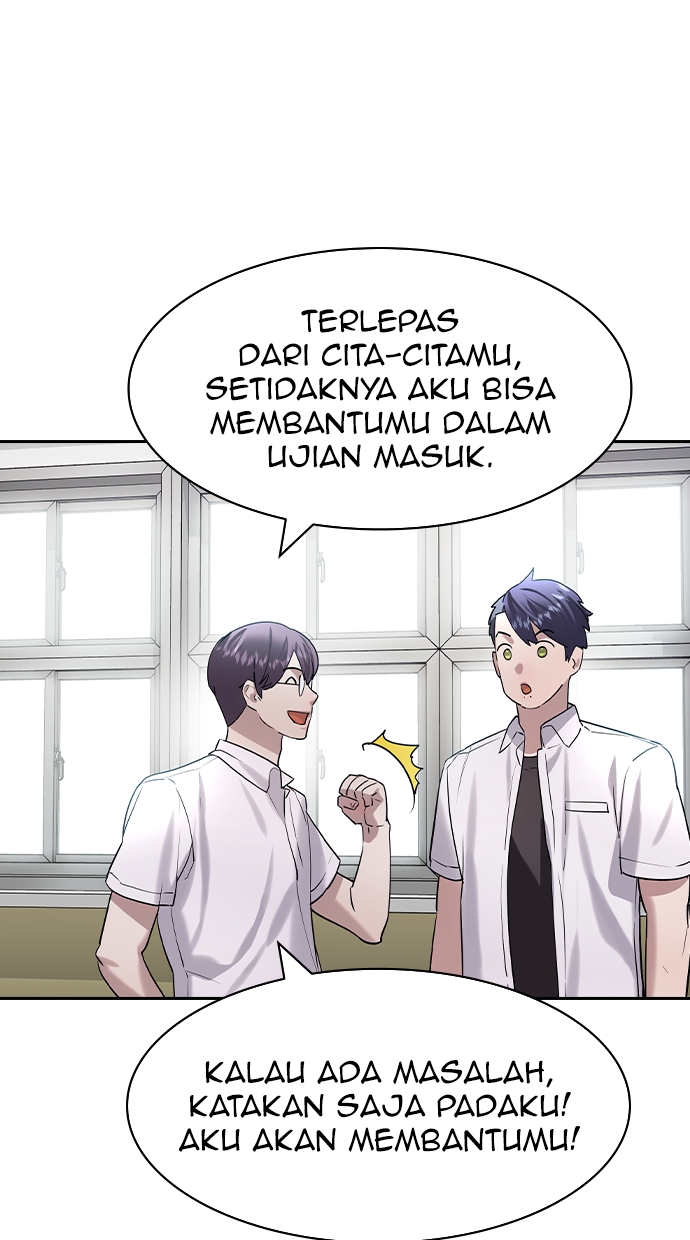 TERLEPAS
DARI CITA-CITAMU,
SETIDAKNYA AKU BISA
MEMBANTUMU DALAM
UJIAN MASUK.
KALAU ADA MASALAH,
KATAKAN SAJA PADAKU!
AKU AKAN MEMBANTUMU!